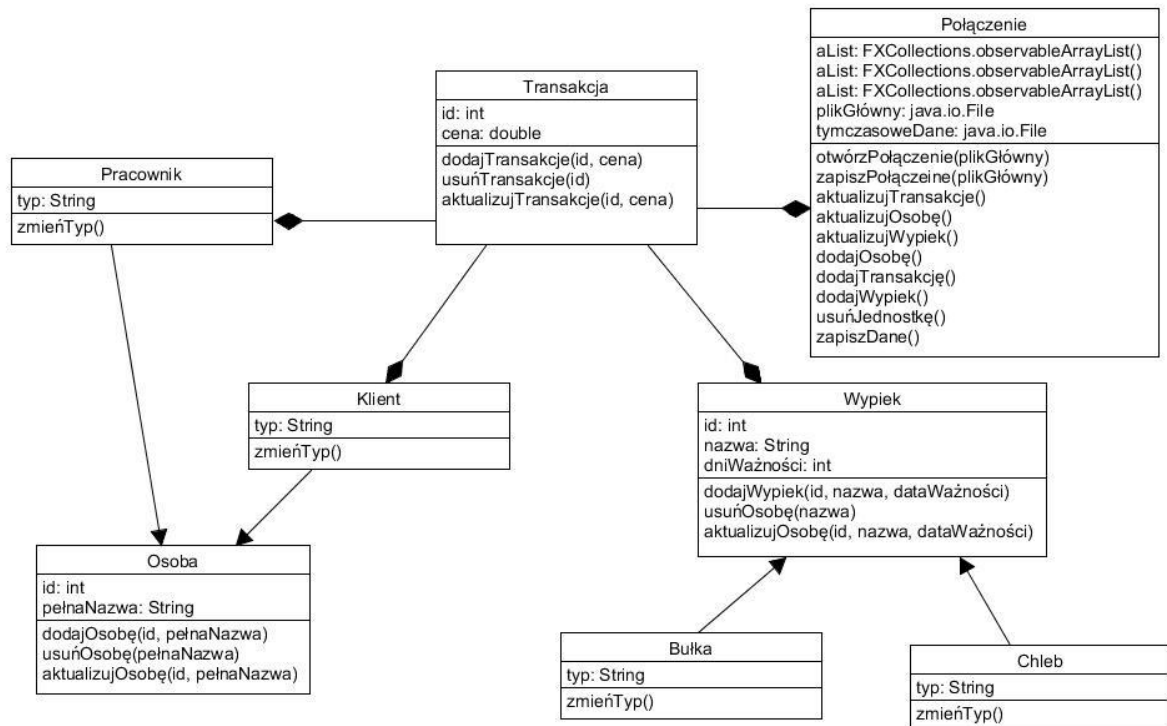 Połączenie
aList: FXCollections.observableArrayList()
aList: FXCollections.observableArrayList()
aList: FXCollections.observableArrayList()
plikGłówny: java.io.File
tymczasoweDane: java.io.File
otwórzPołączenie(plikGłówny)
zapiszPołączeine(plikGłówny)
aktualizujTransakcje()
aktualizujOsobę()
aktualizujWypiek()
dodajOsobę()
dodajTransakcję()
dodajWypiek()
usuńJednostkę()
zapiszDane()
Transakcja
id: int
cena: double
dodajTransakcje(id, cena)
usuńTransakcje(id)
aktualizujTransakcje(id, cena)
Pracownik
typ: String
zmieńTyp()
Klient
typ: String
zmieńTyp()
Wypiek
id: int
nazwa: String
dniWażności: int
dodajWypiek(id, nazwa, dataWażności)
usuńOsobę(nazwa)
aktualizujOsobę(id, nazwa, dataWażności)
Osoba
id: int
pełnaNazwa: String
dodajOsobę(id, pełnaNazwa)
usuńOsobę(pełnaNazwa)
aktualizujOsobę(id, pełnaNazwa)
Bułka
typ: String
zmieńTyp()
Chleb
typ: String
zmieńTyp()